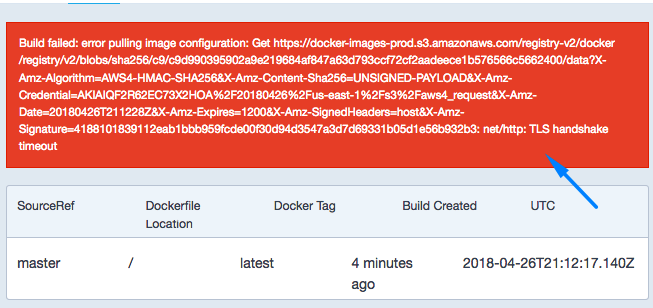 Build failed: error pulling image configuration: Get https://docker-images-prod.s3.amazonaws.com/registry-v2/docker
/registry/v2/blobs/sha256/c9/c9d990395902a9e219684af847a63d793ccf72cf2aadeece1b576566c5662400/data?X-
Amz-Algorithm=AWS4-HMAC-SHA256&X-Amz-Content-Sha256=UNSIGNED-PAYLOAD&X-Amz-
Credential=AKIAIQF2R62EC73X2HOA%2F20180426%2Fus-east-1%2Fs3%2Faws4_request&X-Amz-
Date=20180426T211228Z&X-Amz-Expires=1200&X-Amz-SignedHeaders=host&X-Amz-
Signature=4188101839112eab1bbb959fcde00f30d94d3547a3d7d69331b05d1e56b932b3: net/http: TLS handshake
timeout
SourceRef Dockerfile Docker Tag Build Created UTC
Location
master / latest 4 minutes 2018-04-26T21:12:17.140Z
ago